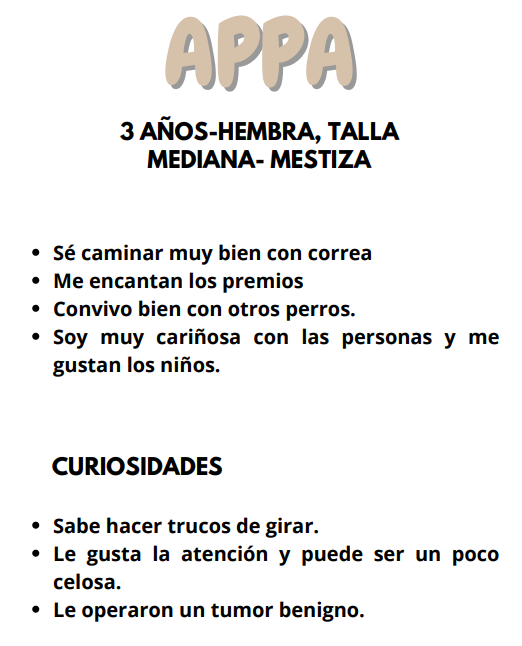 APPA
3 AÑOS-HEMBRA, TALLA
MEDIANA- MESTIZA
• Sé caminar muy bien con correa
• Me encantan los premios
• Convivo bien con otros perros.
• Soy muy cariñosa con las personas y me
gustan los niños.
CURIOSIDADES
• Sabe hacer trucos de girar.
• Le gusta la atención y puede ser un poco
celosa.
• Le operaron un tumor benigno.